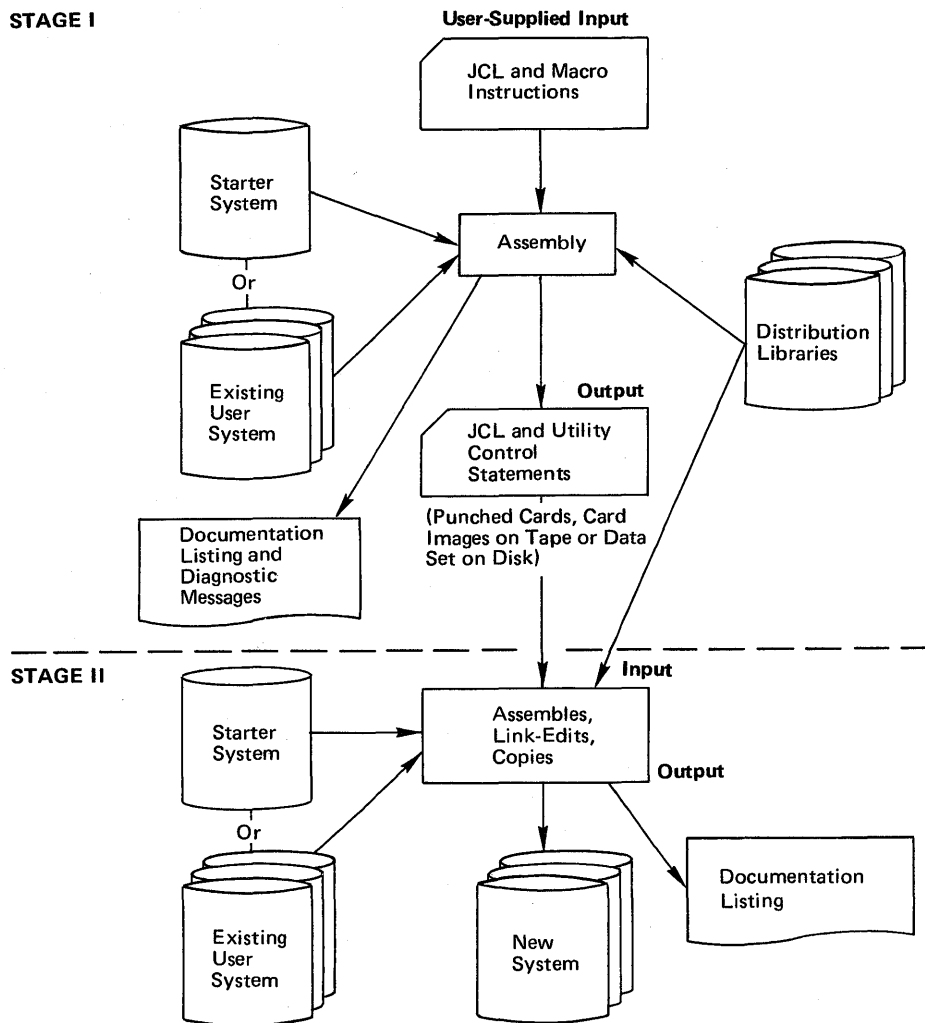 STAGE I
User-Supplied Input
JCL and Macro
Instructions
Starter
System
Assembly
Or
Distribution
Libraries
Existing
User
System
Output
JCL and Utility
Control
Statements
(Punched Cards, Card
Images on Tape or Data
Set on Disk)
Documentation
Listing and
Diagnostic
Messages
STAGE II
Input
Starter
System
Assembles,
Link-Edits,
Copies
Output
Or
Existing
User
System
New
System
Documentation
Listing